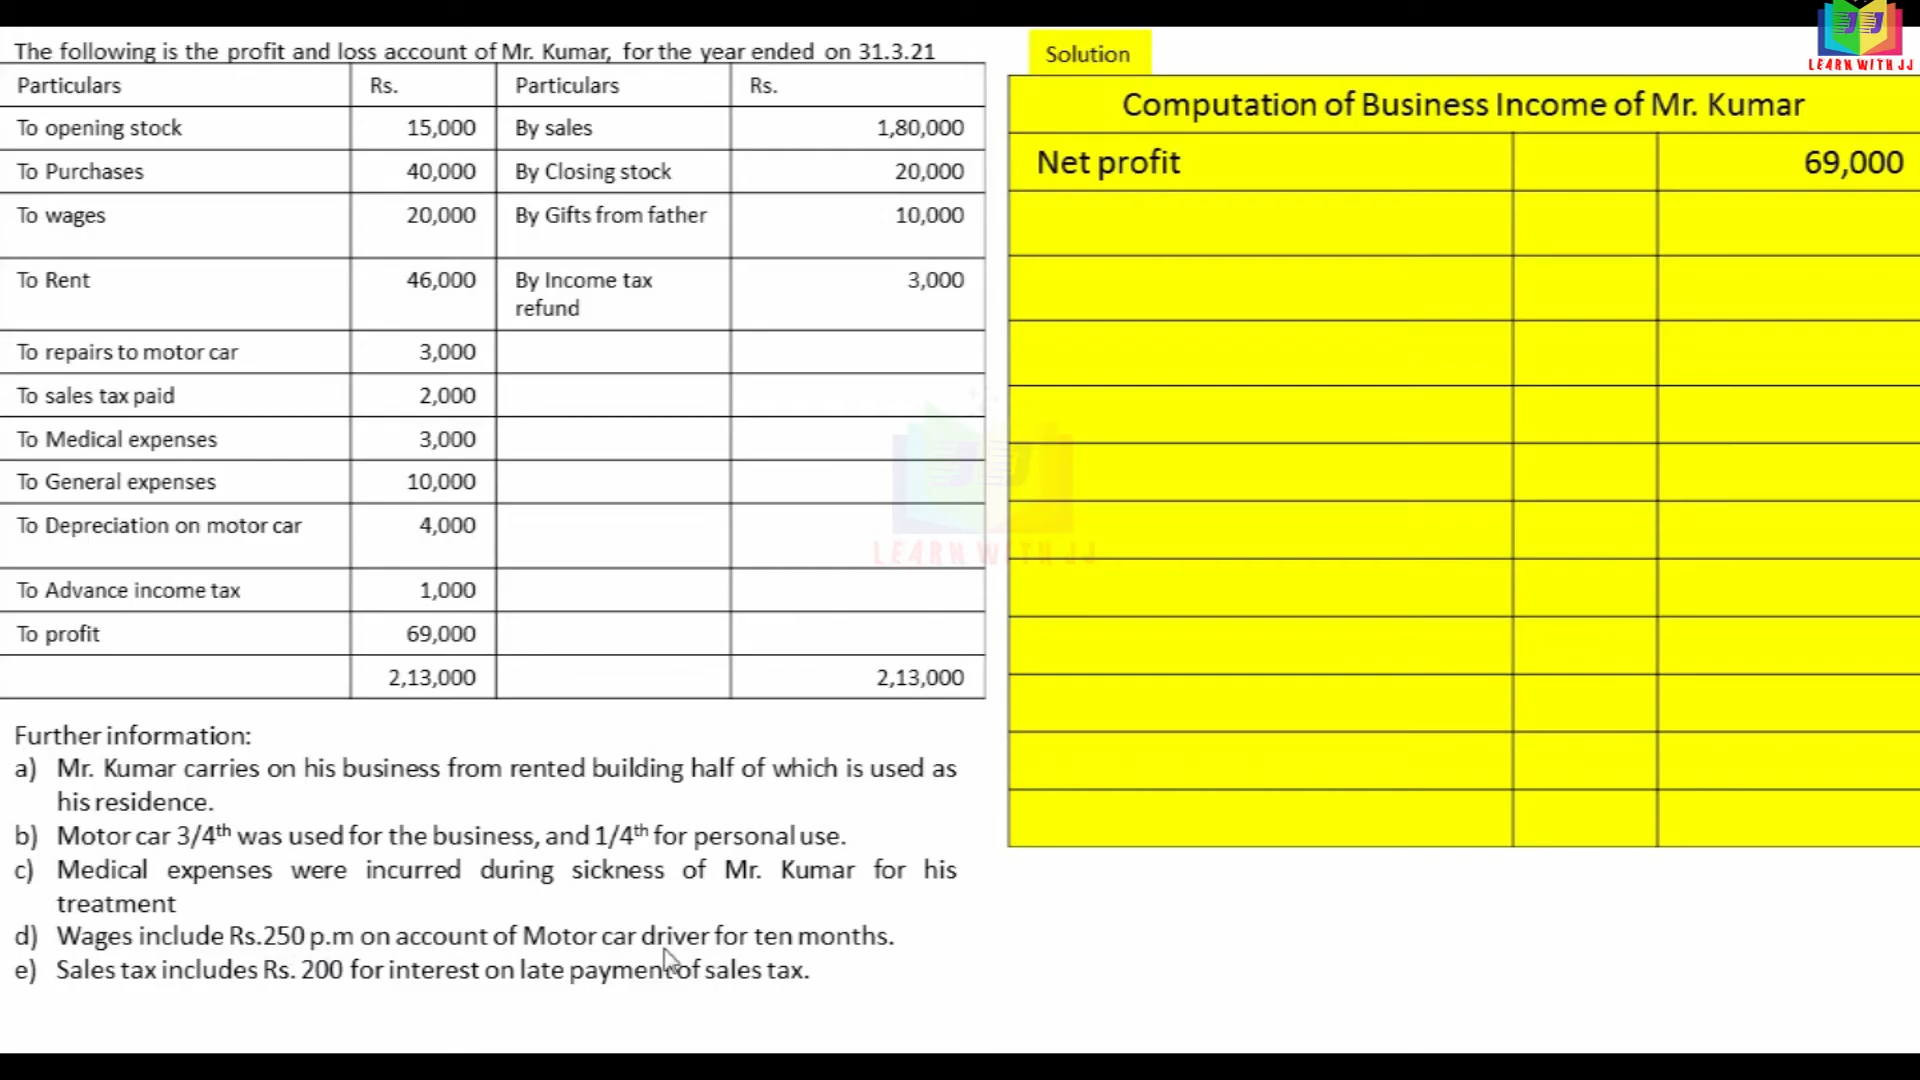 LEARN WITH JJ
The following is the profit and loss account of Mr. Kumar, for the year ended on 31.3.21
Particulars Rs. Particulars Rs.
To opening stock 15,000 By sales 1,80,000
To Purchases 40,000 By Closing stock 20,000
To wages 20,000 By Gifts from father 10,000
To Rent 46,000 By Income tax refund 3,000
To repairs to motor car 3,000
To sales tax paid 2,000
To Medical expenses 3,000
To General expenses 10,000
To Depreciation on motor car 4,000
To Advance income tax 1,000
To profit 69,000
2,13,000 2,13,000
Further information:
a) Mr. Kumar carries on his business from rented building half of which is used as
his residence.
b) Motor car 3/4th was used for the business, and 1/4th for personal use.
c) Medical expenses were incurred during sickness of Mr. Kumar for his
treatment
d) Wages include Rs.250 p.m on account of Motor car driver for ten months.
e) Sales tax includes Rs. 200 for interest on late payment of sales tax.
Solution
Computation of Business Income of Mr. Kumar
Net profit 69,000
LEARN WITH JJ